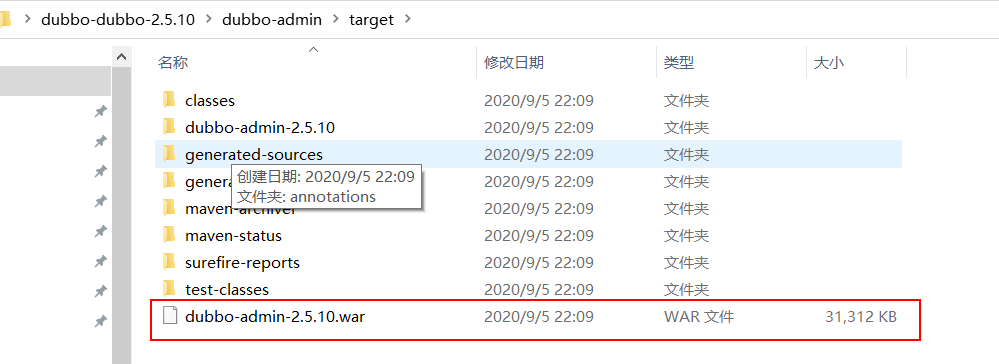 dubbo-dubbo-2.5.10 > dubbo-admin > target >
名称 修改日期 类型 大小
classes 2020/9/5 22:09 文件夹
dubbo-admin-2.5.10 2020/9/5 22:09 文件夹
generated-sources 2020/9/5 22:09 文件夹
创建日期: 2020/9/5 22:09
genera 2020/9/5 22:09 文件夹
文件夹: annotations
maven-archiver 2020/9/5 22:09 文件夹
maven-status 2020/9/5 22:09 文件夹
surefire-reports 2020/9/5 22:09 文件夹
test-classes 2020/9/5 22:09 文件夹
dubbo-admin-2.5.10.war 2020/9/5 22:09 WAR 文件 31,312 KB